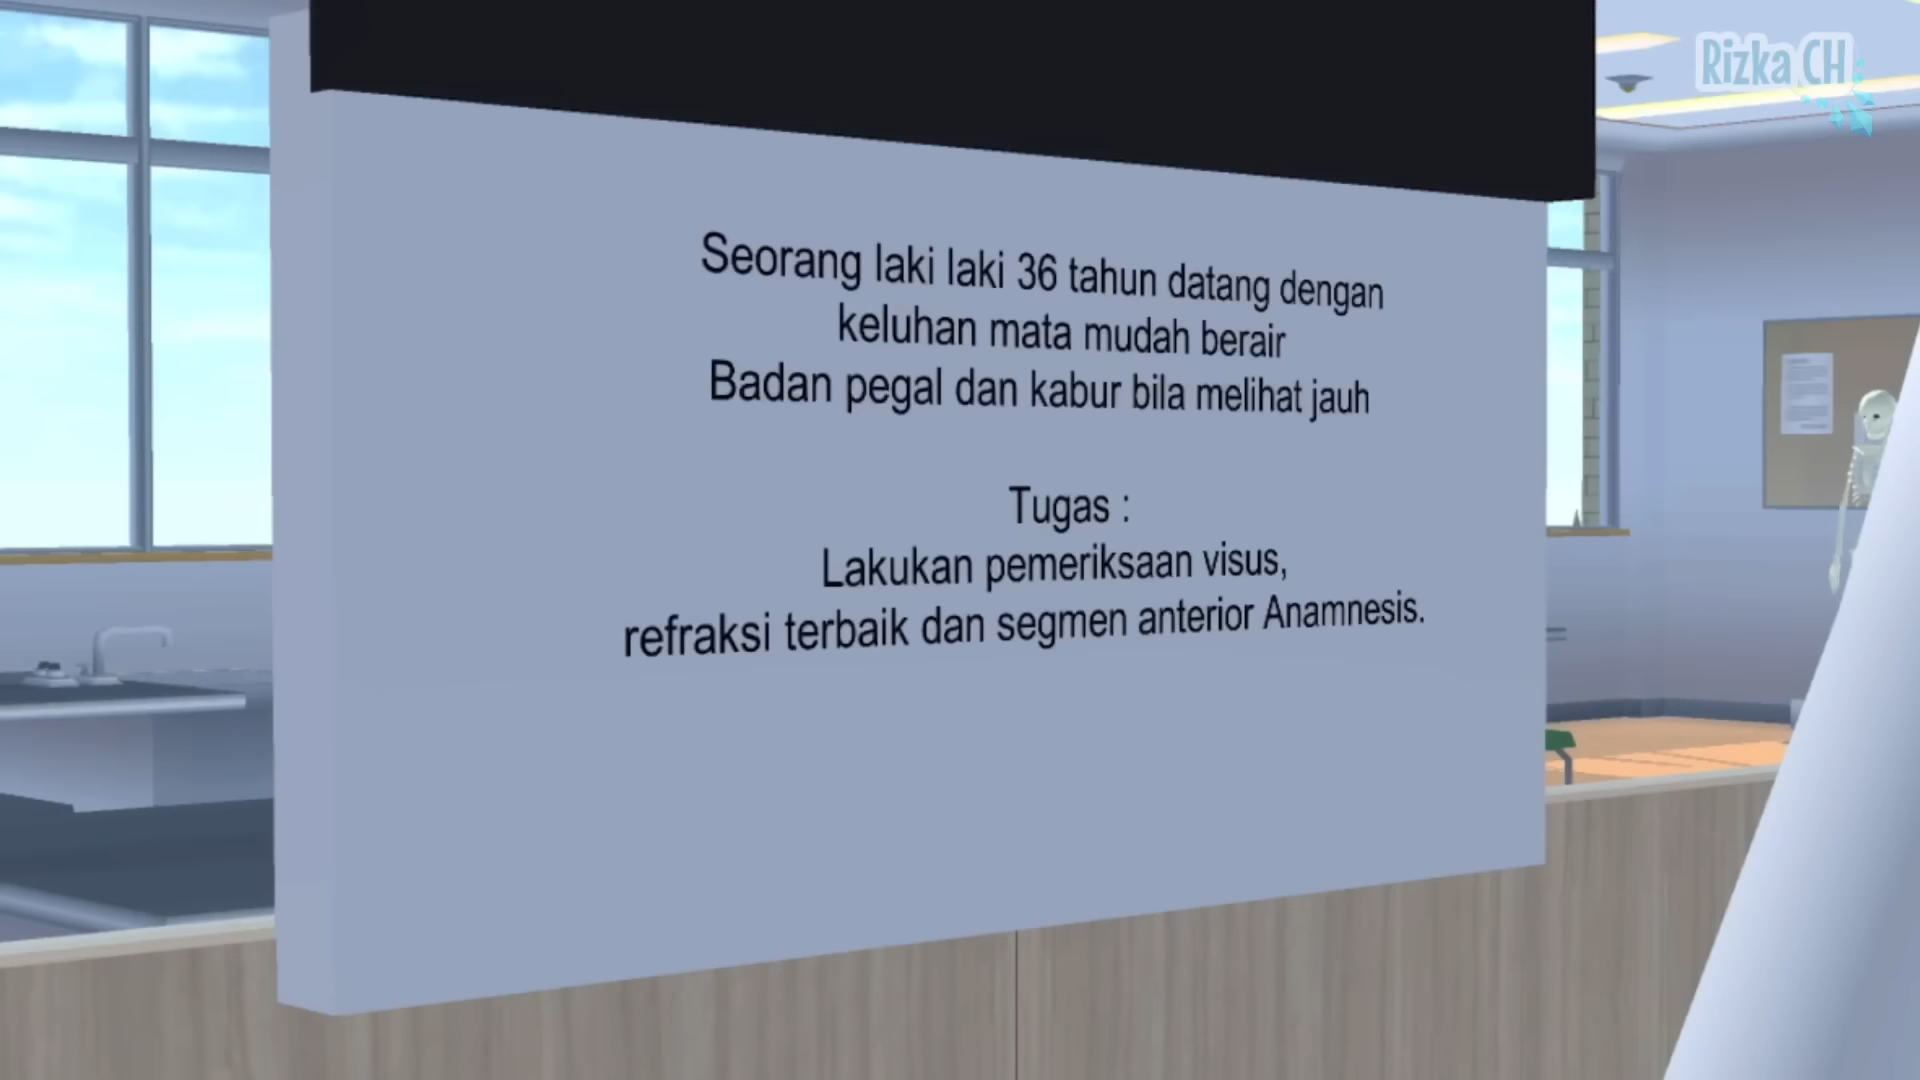 Rizka CH
Seorang laki laki 36 tahun datang dengan
keluhan mata mudah berair
Badan pegal dan kabur bila melihat jauh
Tugas :
Lakukan pemeriksaan visus,
refraksi terbaik dan segmen anterior Anamnesis.